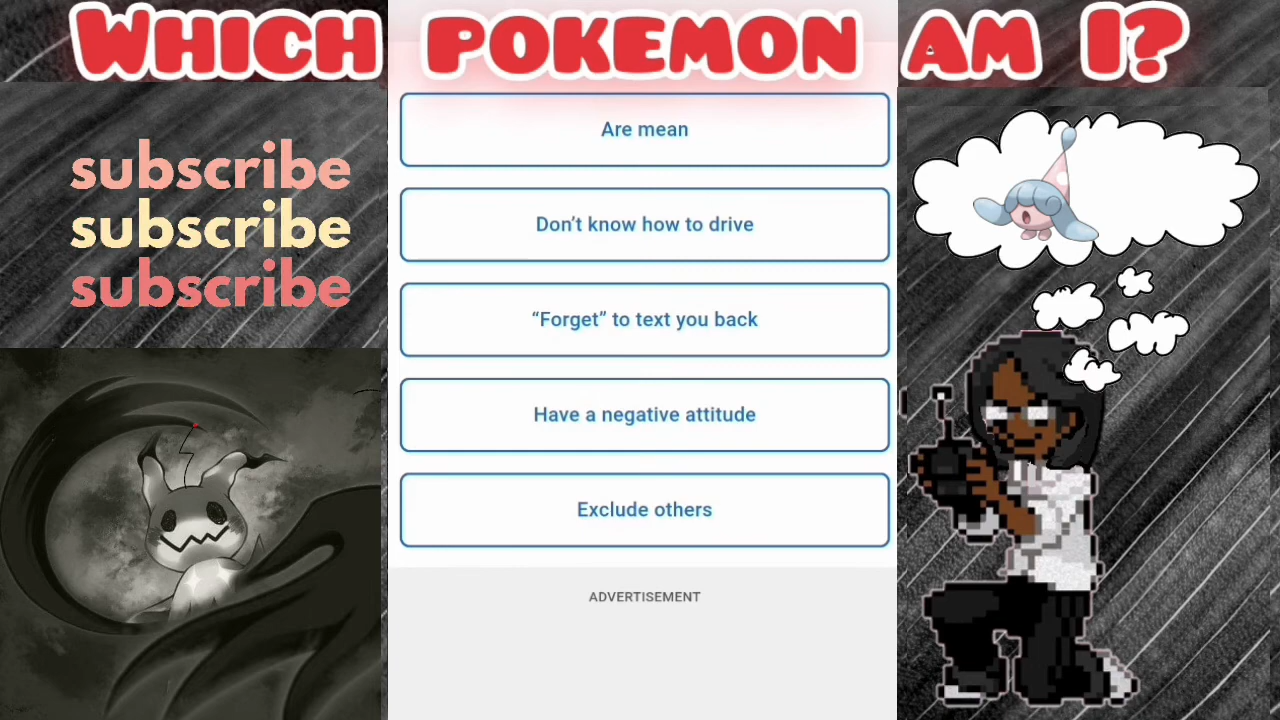 WHICH POKEMON AM I?
subscribe
subscribe
subscribe
Are mean
Don’t know how to drive
“Forget” to text you back
Have a negative attitude
Exclude others
ADVERTISEMENT